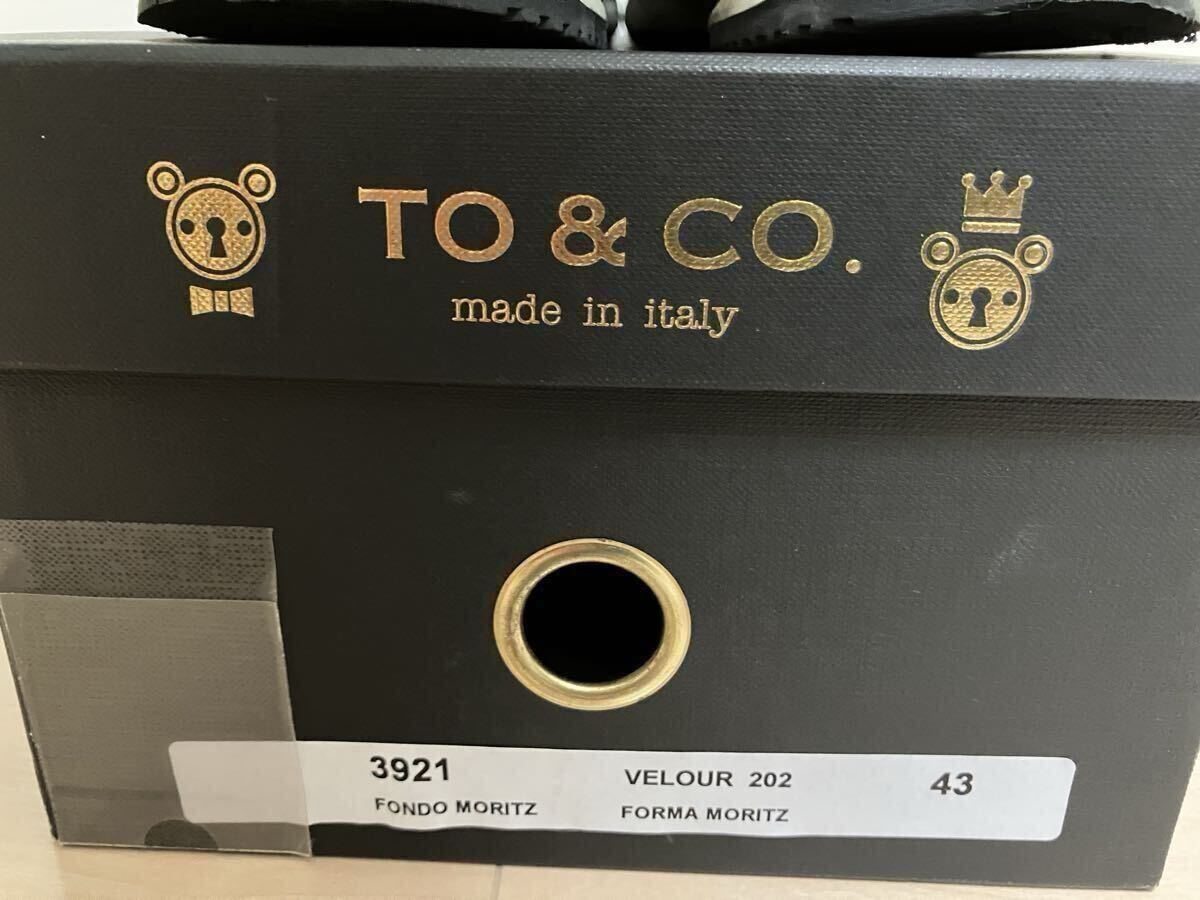 TO & CO.
made in italy
3921 VELOUR 202 43
FONDO MORITZ FORMA MORITZ